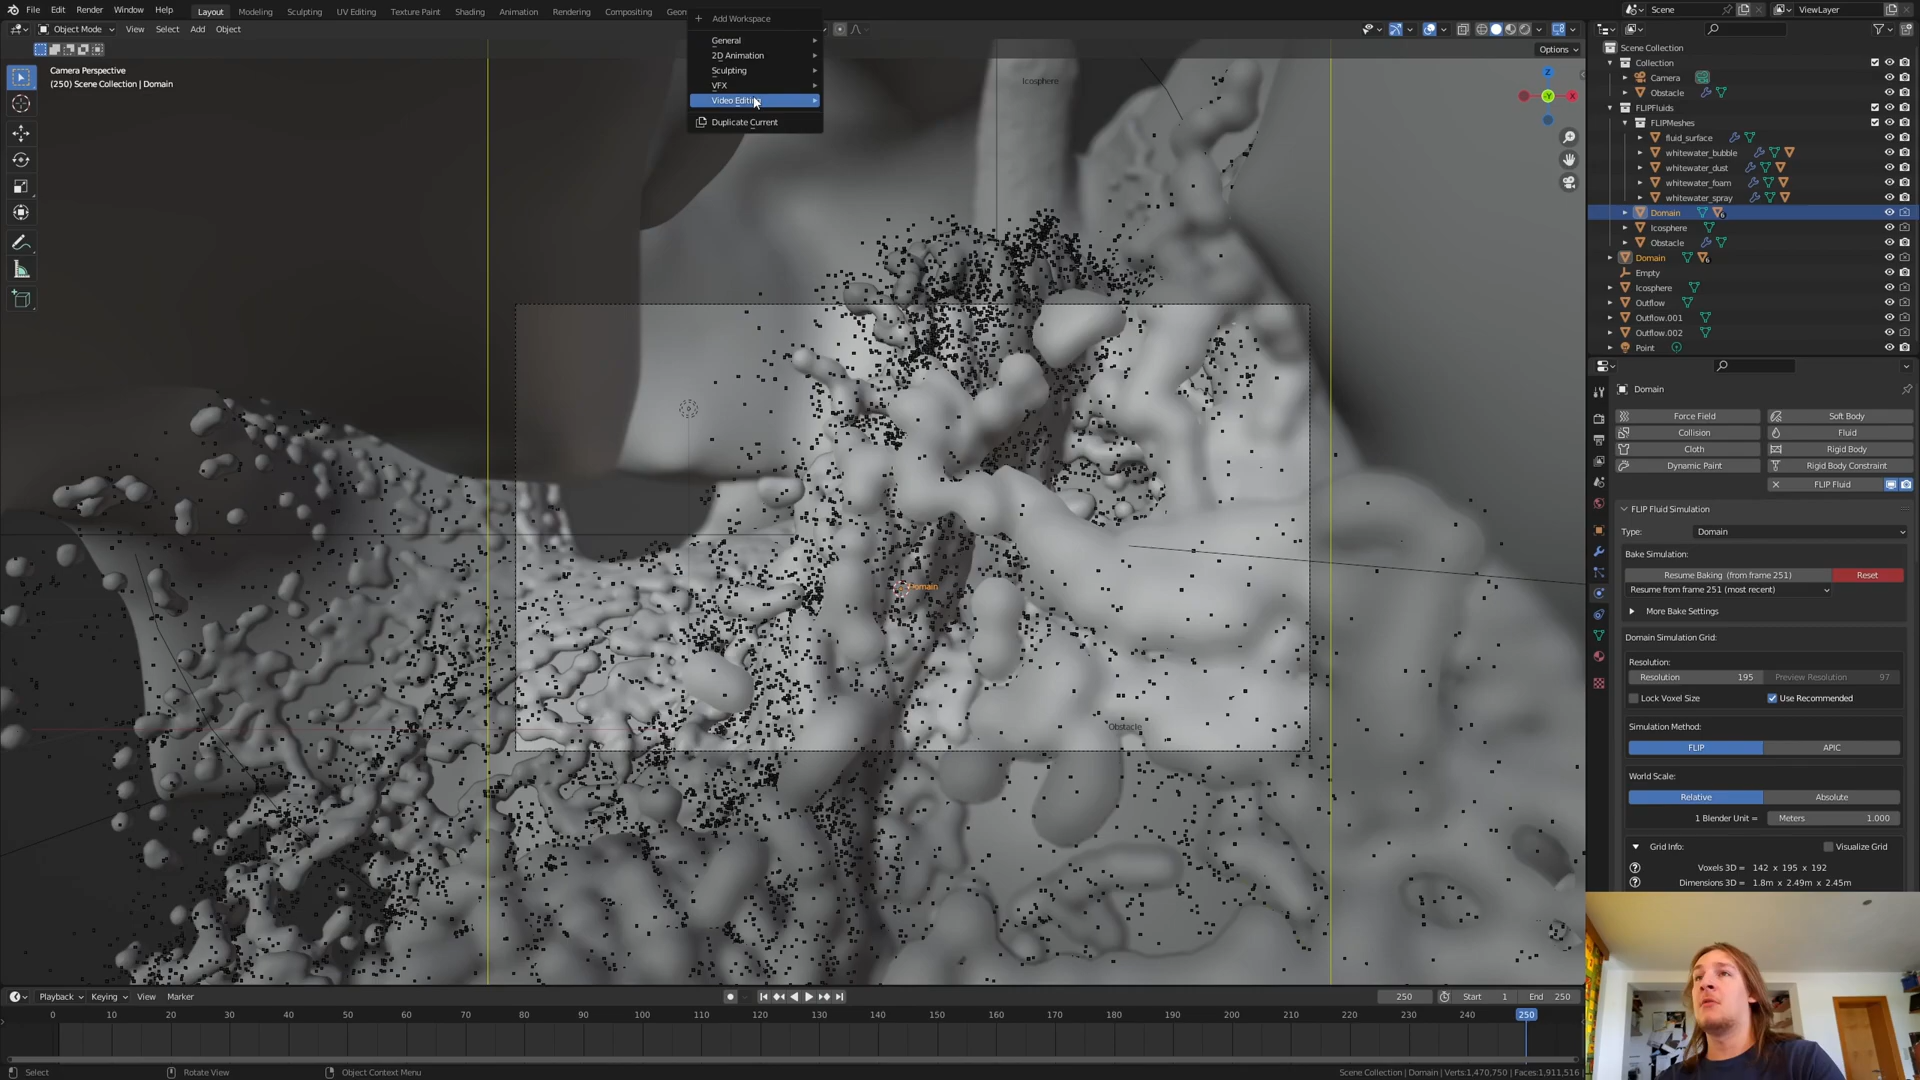 File Edit Render Window Help Layout Modeling Sculpting UV Editing Texture Paint Shading Animation Rendering Compositing Scene ViewLayer
Object Mode View Select Add Object
Options
Camera Perspective
(250) Scene Collection | Domain
Add Workspace
General
2D Animation
Sculpting
VFX
Video Editing
Duplicate Current
Icosphere
Z
Y
X
Domain
Obstacle
Scene Collection
Collection
Camera
Obstacle
FLIPFluids
FLIPMeshes
fluid_surface
whitewater_bubble
whitewater_dust
whitewater_foam
whitewater_spray
Domain
Icosphere
Obstacle
Domain
Empty
Icosphere
Outflow
Outflow.001
Outflow.002
Point
Domain
Force Field Soft Body
Collision Fluid
Cloth Rigid Body
Dynamic Paint Rigid Body Constraint
FLIP Fluid
FLIP Fluid Simulation
Type: Domain
Bake Simulation:
Resume Baking (from frame 251) Reset
Resume from frame 251 (most recent)
More Bake Settings
Domain Simulation Grid:
Resolution:
Resolution 195 Preview Resolution 97
Lock Voxel Size Use Recommended
Simulation Method:
FLIP APIC
World Scale:
Relative Absolute
1 Blender Unit = Meters 1.000
Grid Info: Visualize Grid
Voxels 3D = 142 x 195 x 192
Dimensions 3D = 1.8m x 2.49m x 2.45m
Playback Keying View Marker 250 Start 1 End 250
0 10 20 30 40 50 60 70 80 90 100 110 120 130 140 150 160 170 180 190 200 210 220 230 240 250
Select Rotate View Object Context Menu Scene Collection | Domain | Verts:1,470,750 | Faces:1,911,516